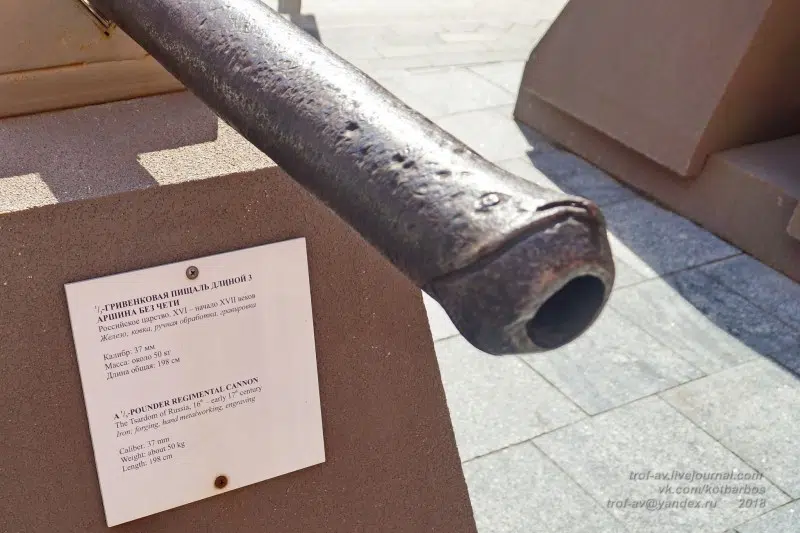 1/2-ГРИВЕНКОВАЯ ПИЩАЛЬ ДЛИНОЙ 3
АРШИНА БЕЗ ЧЕТИ
Российское царство, XVI – начало XVII веков
Железо, ковка, ручная обработка, гравировка
Калибр: 37 мм
Масса: около 50 кг
Длина общая: 198 см
A 1/2-POUNDER REGIMENTAL CANNON
The Tsardom of Russia, 16th – early 17th century
Iron; forging, hand metalworking, engraving
Caliber: 37 mm
Weight: about 50 kg
Length: 198 cm
trof-av.livejournal.com
vk.com/kotbarbos
trof-av@yandex.ru 2018